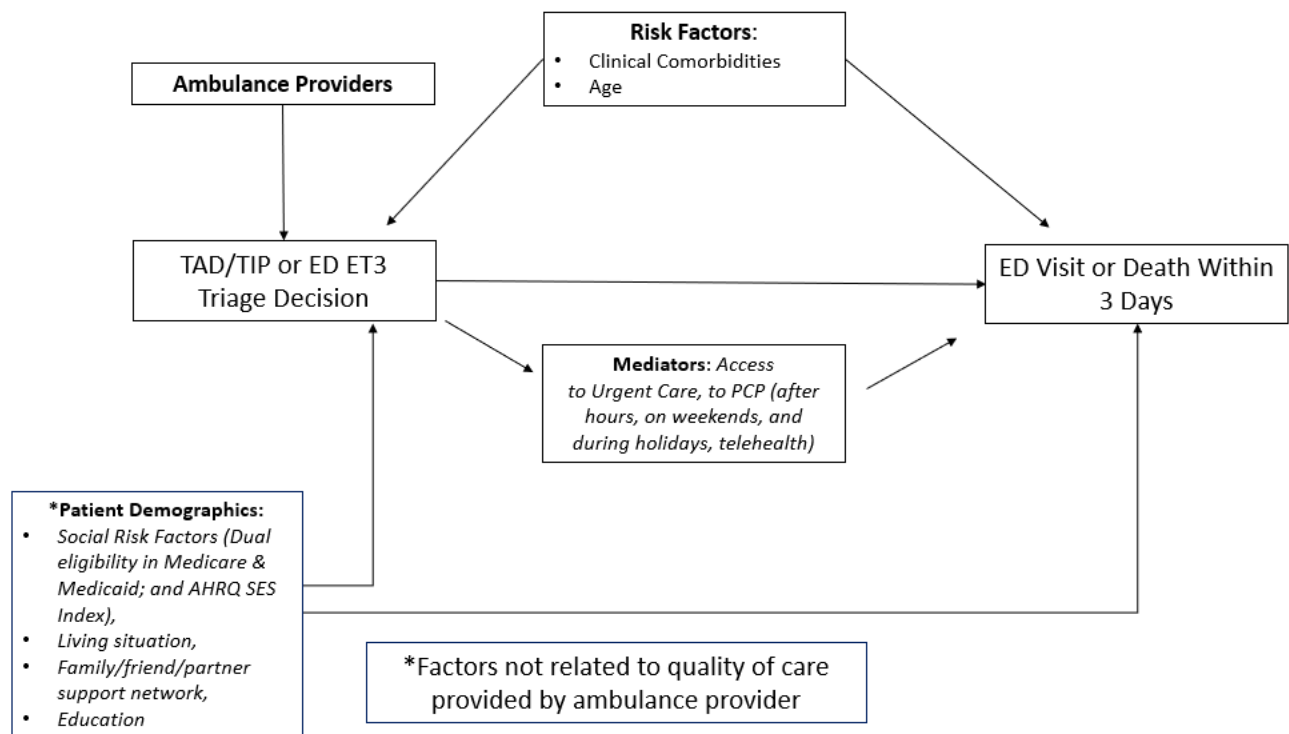 Risk Factors:
• Clinical Comorbidities
• Age
Ambulance Providers
TAD/TIP or ED ET3
Triage Decision
ED Visit or Death Within
3 Days
Mediators: Access
to Urgent Care, to PCP (after
hours, on weekends, and
during holidays, telehealth)
*Patient Demographics:
• Social Risk Factors (Dual
eligibility in Medicare &
Medicaid; and AHRQ SES
Index),
• Living situation,
• Family/friend/partner
support network,
• Education
*Factors not related to quality of care
provided by ambulance provider